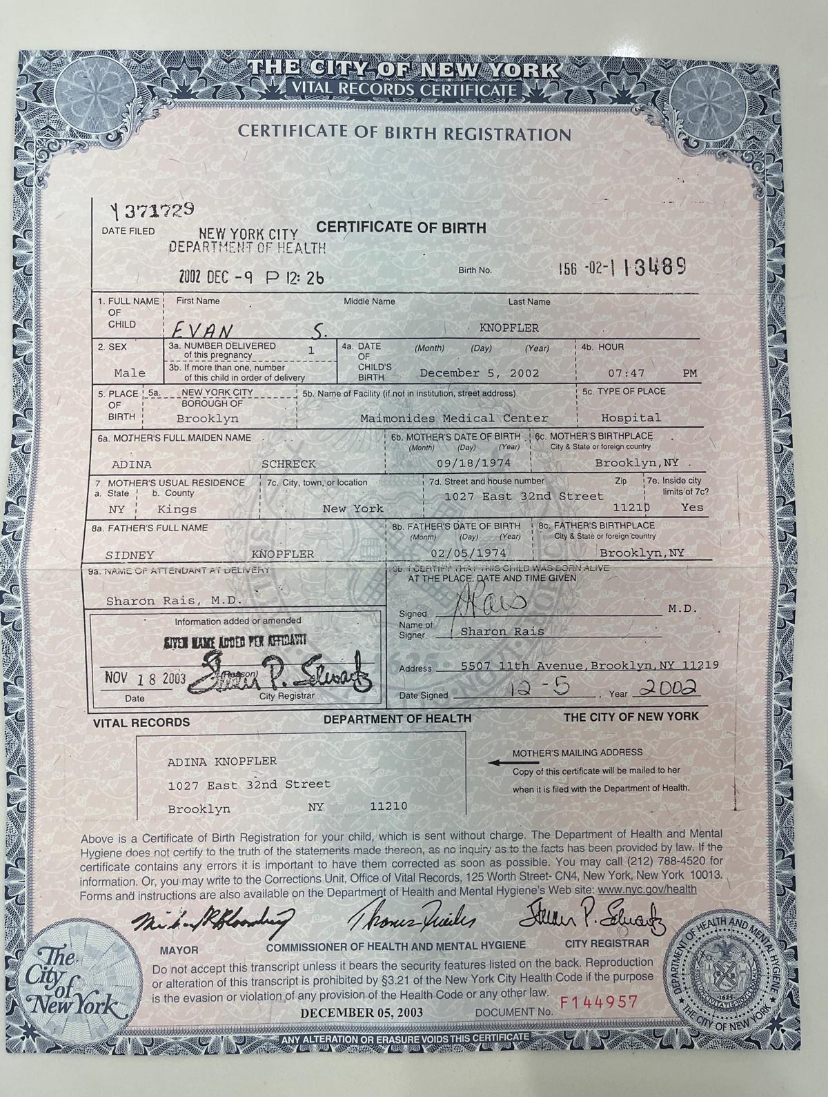 THE CITY OF NEW YORK
VITAL RECORDS CERTIFICATE
CERTIFICATE OF BIRTH REGISTRATION
Y 371729
DATE FILED
NEW YORK CITY
DEPARTMENT OF HEALTH
CERTIFICATE OF BIRTH
2002 DEC -9 P 12: 26
Birth No. 156 -02-1 13489
1. FULL NAME OF CHILD First Name Middle Name Last Name
EVAN S. KNOPFLER
2. SEX 3a. NUMBER DELIVERED of this pregnancy 1 4a. DATE OF CHILD'S BIRTH (Month) (Day) (Year) 4b. HOUR
Male 3b. If more than one, number of this child in order of delivery December 5, 2002 07:47 PM
5. PLACE OF BIRTH 5a. NEW YORK CITY BOROUGH OF 5b. Name of Facility (if not in institution, street address) 5c. TYPE OF PLACE
Brooklyn Maimonides Medical Center Hospital
6a. MOTHER'S FULL MAIDEN NAME 6b. MOTHER'S DATE OF BIRTH (Month) (Day) (Year) 6c. MOTHER'S BIRTHPLACE City & State or foreign country
ADINA SCHRECK 09/18/1974 Brooklyn,NY
7. MOTHER'S USUAL RESIDENCE a. State b. County 7c. City, town, or location 7d. Street and house number Zip 7e. Inside city limits of 7c?
1027 East 32nd Street
NY Kings New York 11210 Yes
8a. FATHER'S FULL NAME 8b. FATHER'S DATE OF BIRTH (Month) (Day) (Year) 8c. FATHER'S BIRTHPLACE City & State or foreign country
SIDNEY KNOPFLER 02/05/1974 Brooklyn,NY
9a. NAME OF ATTENDANT AT DELIVERY 9b. I CERTIFY THAT THIS CHILD WAS BORN ALIVE
AT THE PLACE, DATE AND TIME GIVEN
Sharon Rais, M.D.
Signed M.D.
Name of Signer Sharon Rais
Information added or amended
GIVEN NAME ADDED PER AFFIDAVIT
(Reason)
NOV 18 2003
Date City Registrar
Address 5507 11th Avenue,Brooklyn,NY 11219
Date Signed 12-5, Year 2002
VITAL RECORDS DEPARTMENT OF HEALTH THE CITY OF NEW YORK
ADINA KNOPFLER
1027 East 32nd Street
Brooklyn NY 11210
MOTHER'S MAILING ADDRESS
Copy of this certificate will be mailed to her
when it is filed with the Department of Health.
Above is a Certificate of Birth Registration for your child, which is sent without charge. The Department of Health and Mental
Hygiene does not certify to the truth of the statements made thereon, as no inquiry as to the facts has been provided by law. If the
certificate contains any errors it is important to have them corrected as soon as possible. You may call (212) 788-4520 for
information. Or, you may write to the Corrections Unit, Office of Vital Records, 125 Worth Street- CN4, New York, New York 10013.
Forms and instructions are also available on the Department of Health and Mental Hygiene's Web site: www.nyc.gov/health
MAYOR COMMISSIONER OF HEALTH AND MENTAL HYGIENE CITY REGISTRAR
The City of New York
Do not accept this transcript unless it bears the security features listed on the back. Reproduction
or alteration of this transcript is prohibited by §3.21 of the New York City Health Code if the purpose
is the evasion or violation of any provision of the Health Code or any other law.
DECEMBER 05, 2003 DOCUMENT No. F144957
DEPARTMENT OF HEALTH AND MENTAL HYGIENE
THE CITY OF NEW YORK
ANY ALTERATION OR ERASURE VOIDS THIS CERTIFICATE